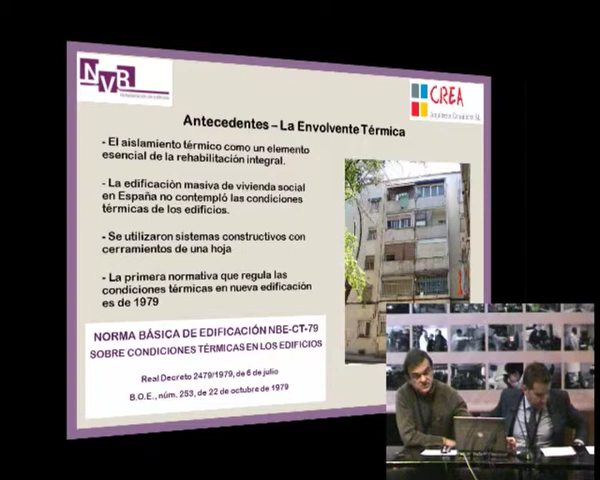 NVB
CREA
Antecedentes – La Envolvente Térmica
- El aislamiento térmico como un elemento
esencial de la rehabilitación integral.
- La edificación masiva de vivienda social
en España no contempló las condiciones
térmicas de los edificios.
- Se utilizaron sistemas constructivos con
cerramientos de una hoja
- La primera normativa que regula las
condiciones térmicas en nueva edificación
es de 1979
NORMA BÁSICA DE EDIFICACIÓN NBE-CT-79
SOBRE CONDICIONES TÉRMICAS EN LOS EDIFICIOS
Real Decreto 2479/1979, de 6 de julio
B.O.E., núm. 253, de 22 de octubre de 1979